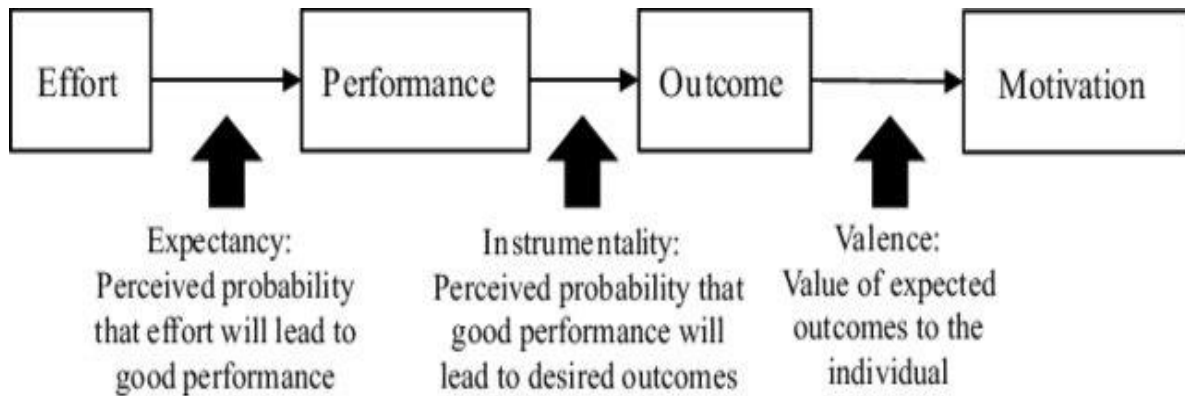 Effort
Performance
Outcome
Motivation
Expectancy:
Perceived probability
that effort will lead to
good performance
Instrumentality:
Perceived probability that
good performance will
lead to desired outcomes
Valence:
Value of expected
outcomes to the
individual